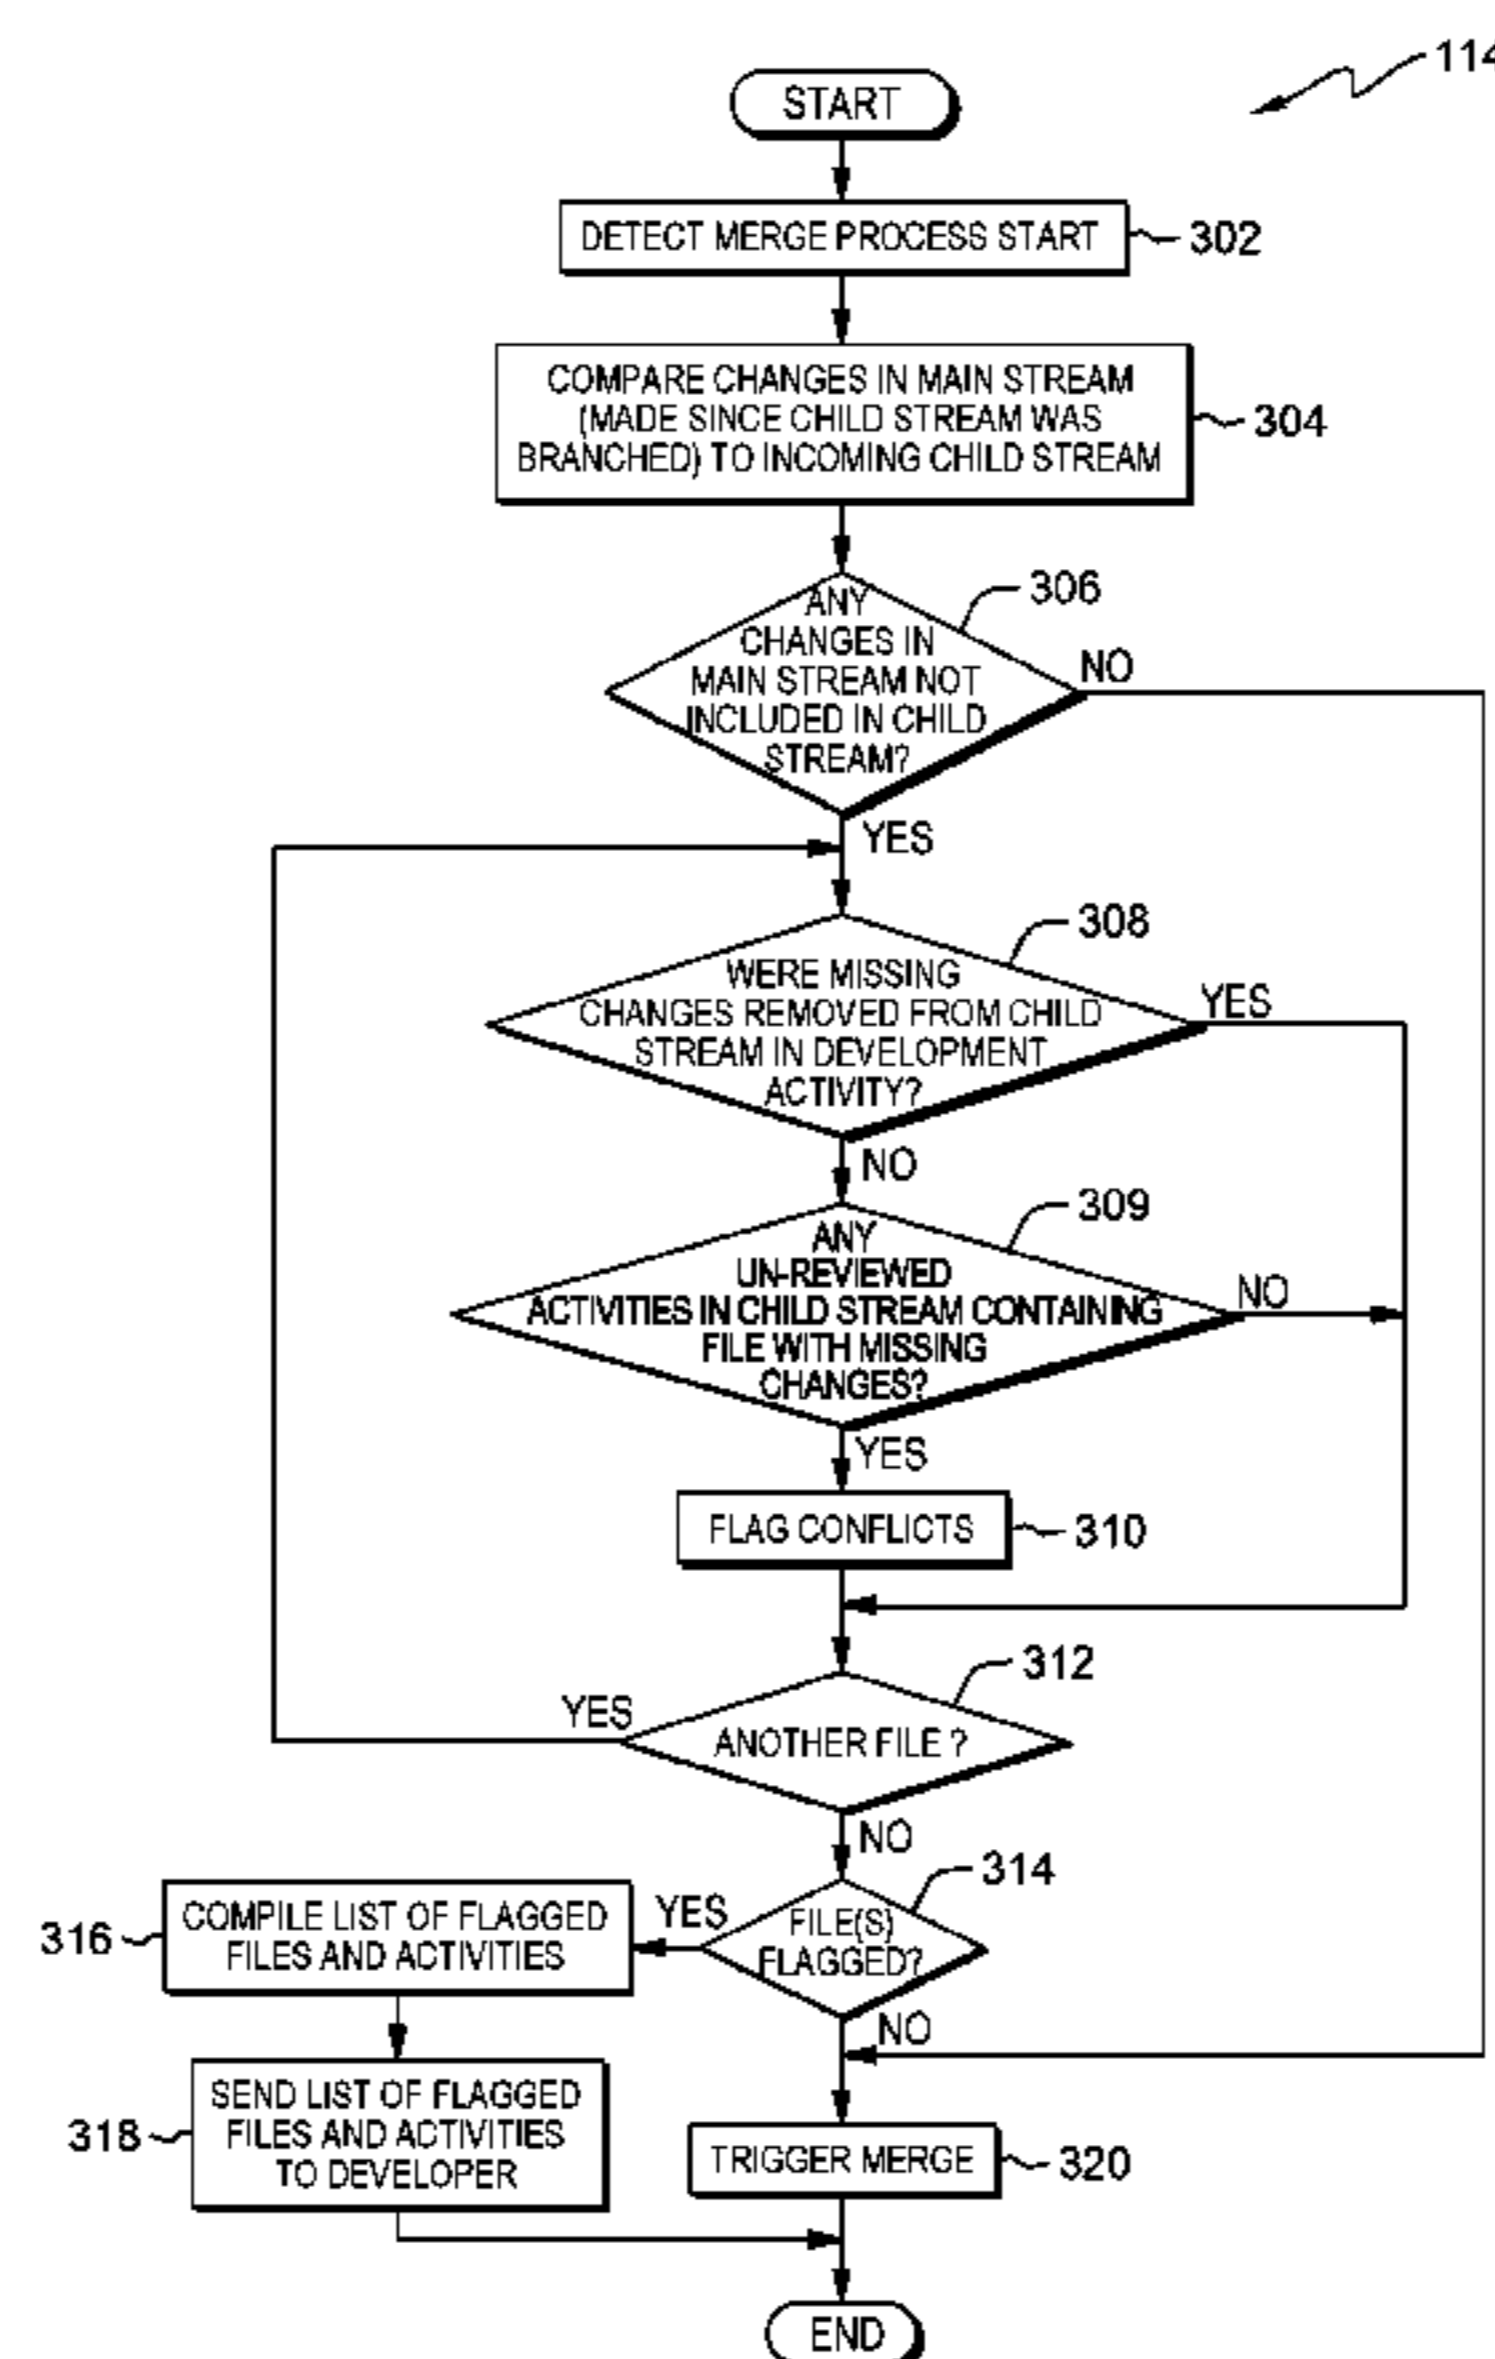 114
START
DETECT MERGE PROCESS START
302
COMPARE CHANGES IN MAIN STREAM
(MADE SINCE CHILD STREAM WAS
BRANCHED) TO INCOMING CHILD STREAM
304
306
ANY
CHANGES IN
MAIN STREAM NOT
INCLUDED IN CHILD
STREAM?
NO
YES
308
WERE MISSING
CHANGES REMOVED FROM CHILD
STREAM IN DEVELOPMENT
ACTIVITY?
YES
NO
309
ANY
UN-REVIEWED
ACTIVITIES IN CHILD STREAM CONTAINING
FILE WITH MISSING
CHANGES?
NO
YES
FLAG CONFLICTS
310
312
YES
ANOTHER FILE ?
NO
314
FILE(S)
FLAGGED?
YES
316
COMPILE LIST OF FLAGGED
FILES AND ACTIVITIES
NO
318
SEND LIST OF FLAGGED
FILES AND ACTIVITIES
TO DEVELOPER
TRIGGER MERGE
320
END